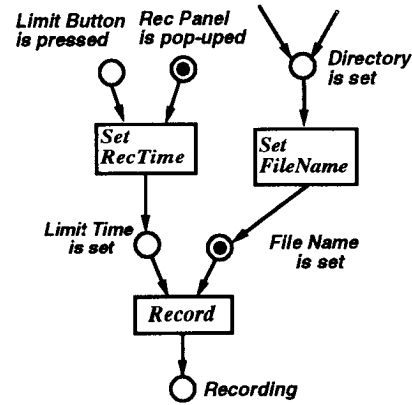 Limit Button
is pressed
Rec Panel
is pop-uped
Directory
is set
Set
RecTime
Set
FileName
Limit Time
is set
File Name
is set
Record
Recording